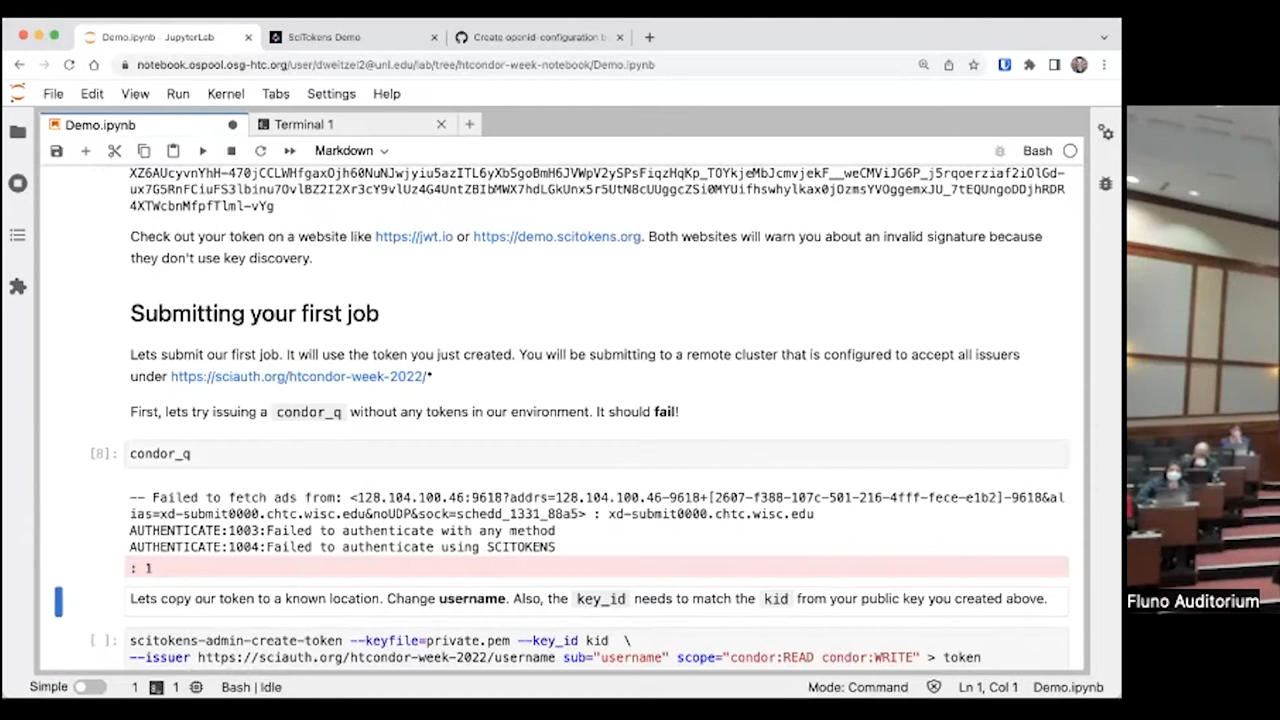 Demo.ipynb - JupyterLab
SciTokens Demo
Create openid-configuration b
notebook.ospool.osg-htc.org/user/dweitzel2@unl.edu/lab/tree/htcondor-week-notebook/Demo.ipynb
File Edit View Run Kernel Tabs Settings Help
Demo.ipynb
Terminal 1
Markdown
Bash
XZ6AUcyvnYhH-470jCCLWHfgaxOjh60NuNJwjyiu5azITL6yXbSgoBmH6JVWpV2ySPsFiqzHqKp_TOYkjeMbJcmvjekF__weCMViJG6P_j5rqoerziaf2iOlGd-
ux7G5RnFCiuFS3lbinu7OvlBZ2I2Xr3cY9vlUz4G4UntZBIbMWX7hdLGkUnx5r5UtN8cUUggcZSi0MYUifhswhylkax0jOzmsYVOggemxJU_7tEQUngoDDjhRDR
4XTWcbnMfpfTlml-vYg
Check out your token on a website like https://jwt.io or https://demo.scitokens.org. Both websites will warn you about an invalid signature because
they don't use key discovery.
Submitting your first job
Lets submit our first job. It will use the token you just created. You will be submitting to a remote cluster that is configured to accept all issuers
under https://sciauth.org/htcondor-week-2022/*
First, lets try issuing a condor_q without any tokens in our environment. It should fail!
[8]: condor_q
-- Failed to fetch ads from: <128.104.100.46:9618?addrs=128.104.100.46-9618+[2607-f388-107c-501-216-4fff-fece-e1b2]-9618&al
ias=xd-submit0000.chtc.wisc.edu&noUDP&sock=schedd_1331_88a5> : xd-submit0000.chtc.wisc.edu
AUTHENTICATE:1003:Failed to authenticate with any method
AUTHENTICATE:1004:Failed to authenticate using SCITOKENS
: 1
Lets copy our token to a known location. Change username. Also, the key_id needs to match the kid from your public key you created above.
[ ]: scitokens-admin-create-token --keyfile=private.pem --key_id kid \
--issuer https://sciauth.org/htcondor-week-2022/username sub="username" scope="condor:READ condor:WRITE" > token
Simple 1 1 Bash | Idle Mode: Command Ln 1, Col 1 Demo.ipynb
Fluno Auditorium